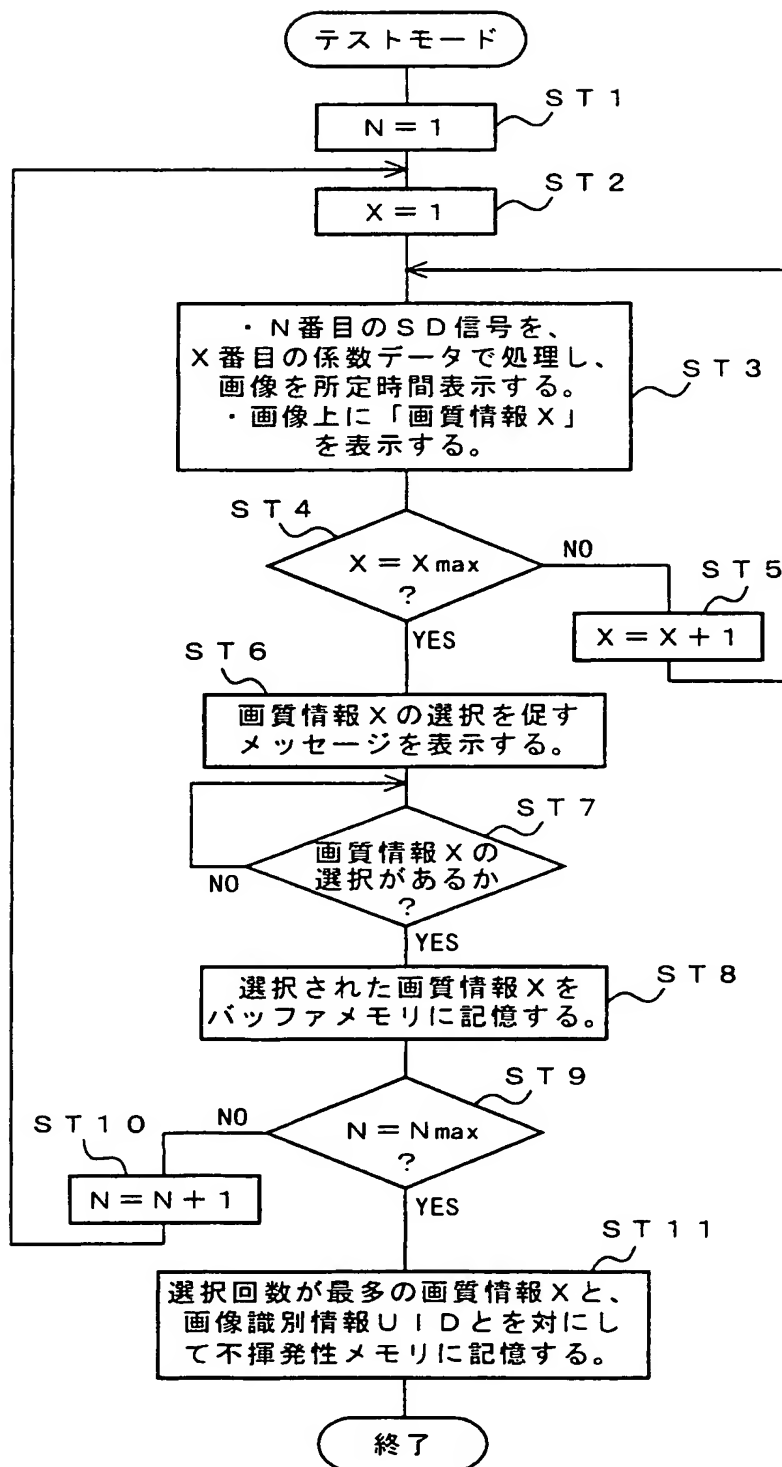 テストモード
ST1
N=1
ST2
X=1
・N番目のSD信号を、
X番目の係数データで処理し、
画像を所定時間表示する。
・画像上に「画質情報X」
を表示する。
ST3
ST4
X=Xmax
?
NO
YES
ST5
X=X+1
ST6
画質情報Xの選択を促す
メッセージを表示する。
ST7
画質情報Xの
選択があるか
?
NO
YES
ST8
選択された画質情報Xを
バッファメモリに記憶する。
ST9
N=Nmax
?
NO
YES
ST10
N=N+1
ST11
選択回数が最多の画質情報Xと、
画像識別情報UIDとを対にし
て不揮発性メモリに記憶する。
終了